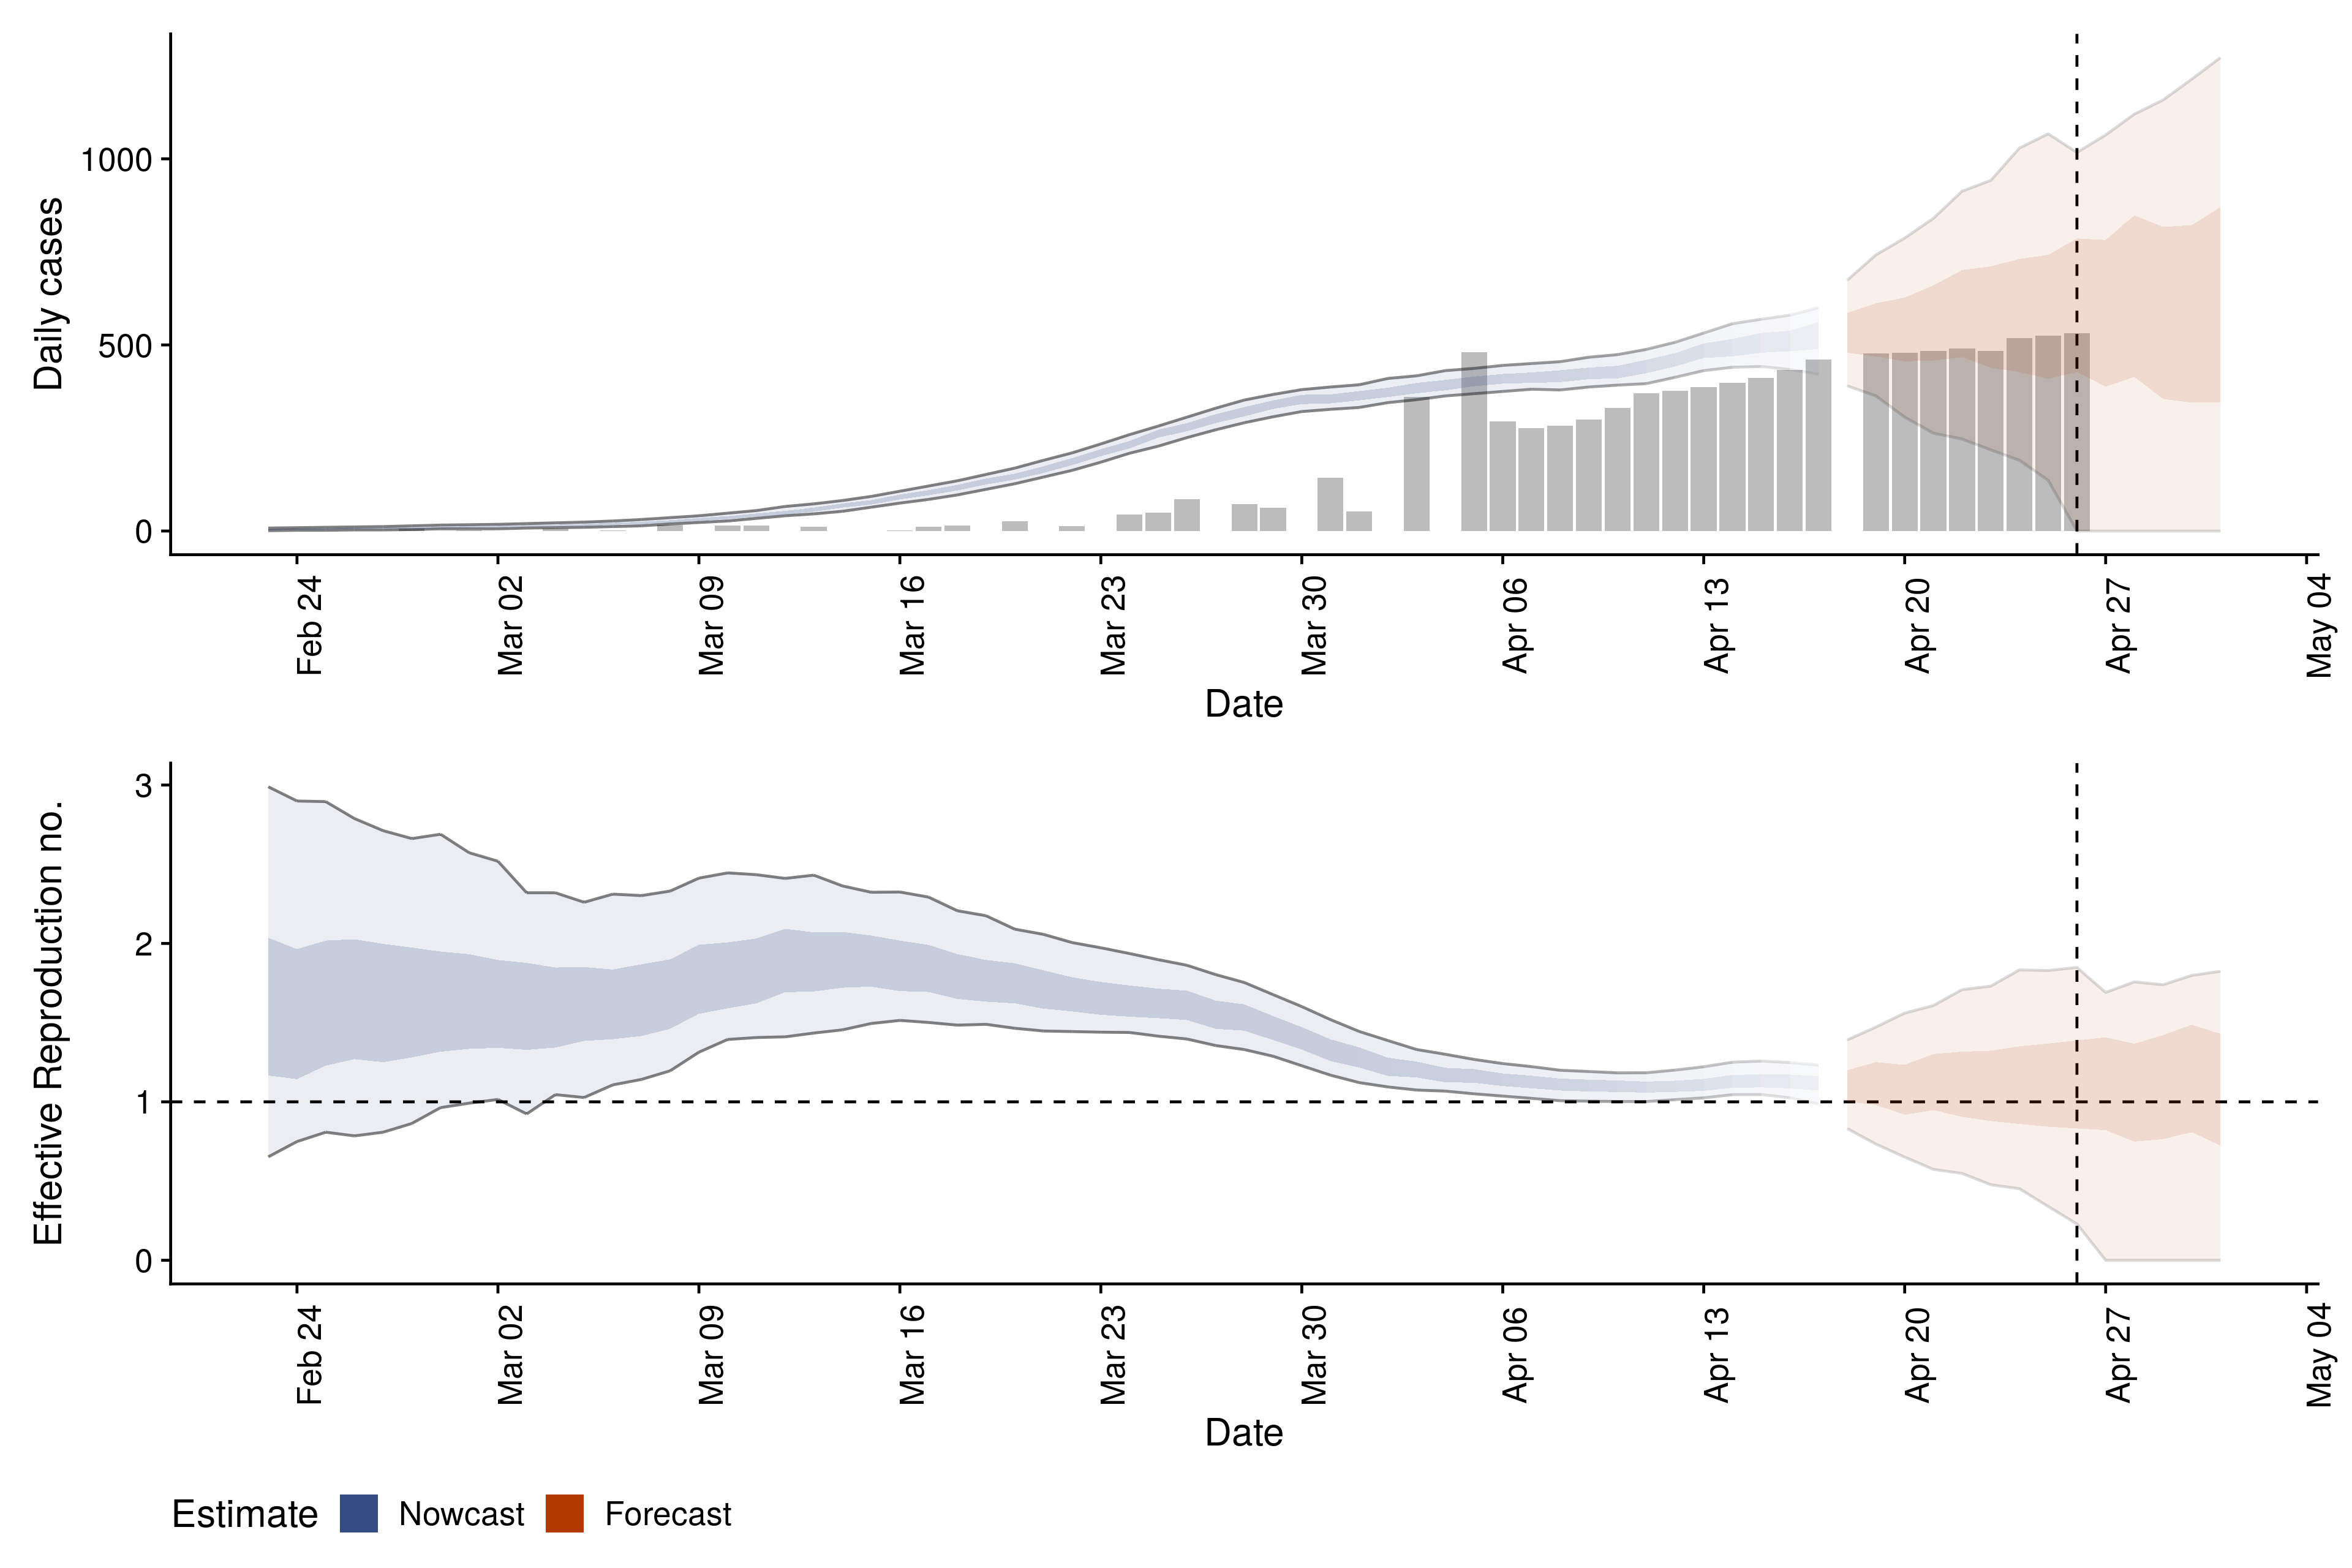 Daily cases
1000
500
0
Feb 24 Mar 02 Mar 09 Mar 16 Mar 23 Mar 30 Apr 06 Apr 13 Apr 20 Apr 27 May 04
Date
Effective Reproduction no.
3
2
1
0
Feb 24 Mar 02 Mar 09 Mar 16 Mar 23 Mar 30 Apr 06 Apr 13 Apr 20 Apr 27 May 04
Date
Estimate Nowcast Forecast